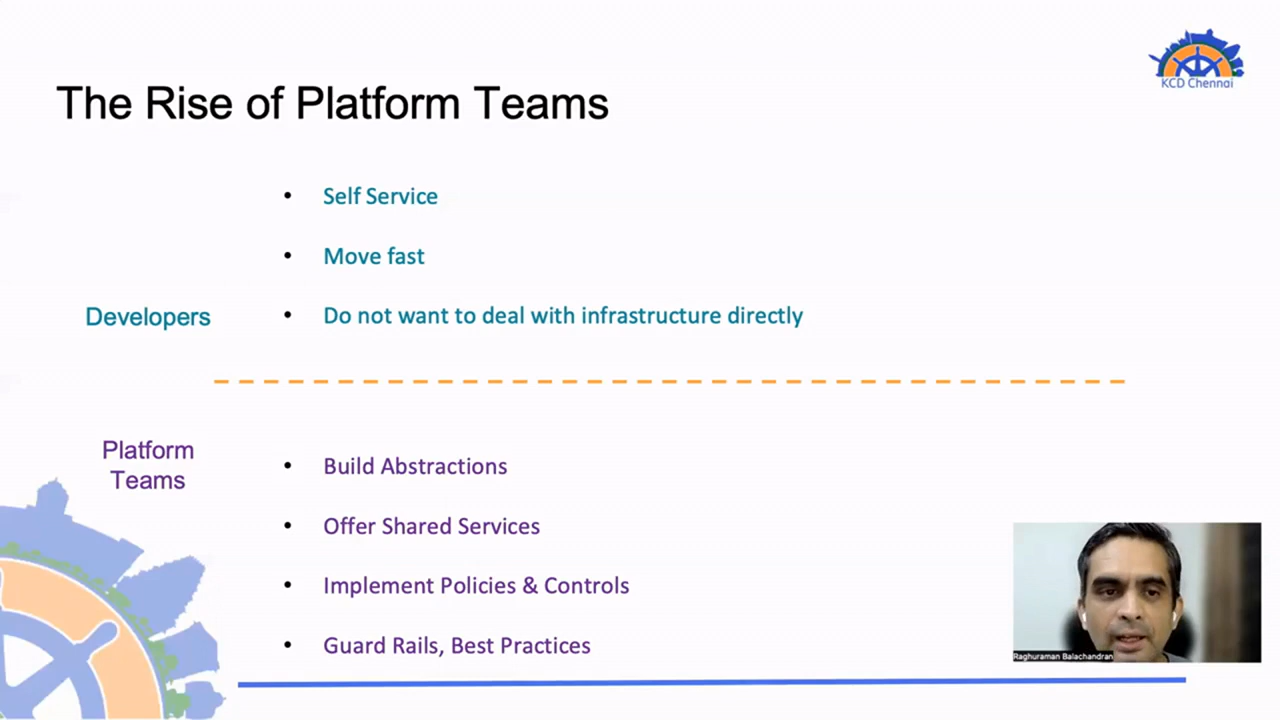 KCD Chennai
The Rise of Platform Teams
• Self Service
• Move fast
Developers
• Do not want to deal with infrastructure directly
Platform
Teams
• Build Abstractions
• Offer Shared Services
• Implement Policies & Controls
• Guard Rails, Best Practices
Raghuraman Balachandran